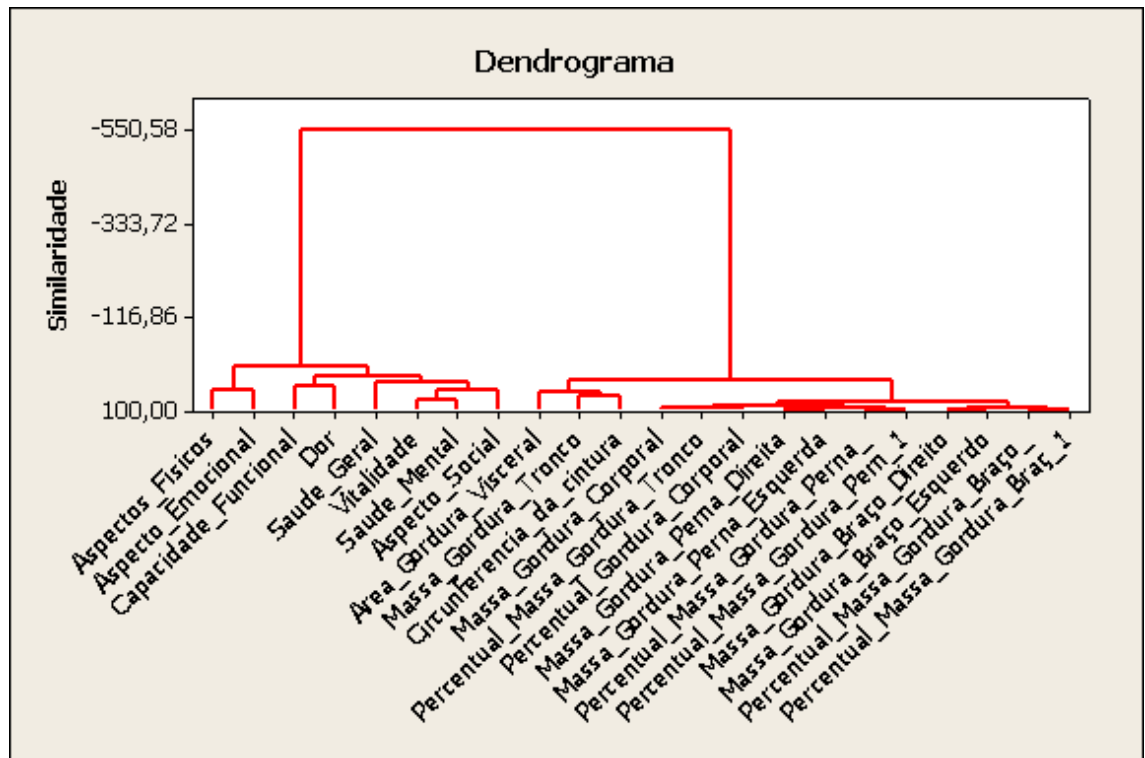 Dendrograma
Similaridade
-550,58
-333,72
-116,86
100,00
Aspectos_Fisicos
Aspecto_Emocional
Capacidade_Funcional
Dor
Saude_Geral
Vitalidade
Saude_Mental
Aspecto_Social
Area_Gordura_Visceral
Massa_Gordura_Tronco
Circunferencia_da_cintura
Massa_Gordura_Corporal
Percentual_Massa_Gordura_Tronco
Percentual_Gordura_Corporal
Massa_Gordura_Perna_Direita
Massa_Gordura_Perna_Esquerda
Percentual_Massa_Gordura_Perna_
Percentual_Massa_Gordura_Pern_1
Massa_Gordura_Braço_Direito
Massa_Gordura_Braço_Esquerdo
Percentual_Massa_Gordura_Braço_
Percentual_Massa_Gordura_Braç_1